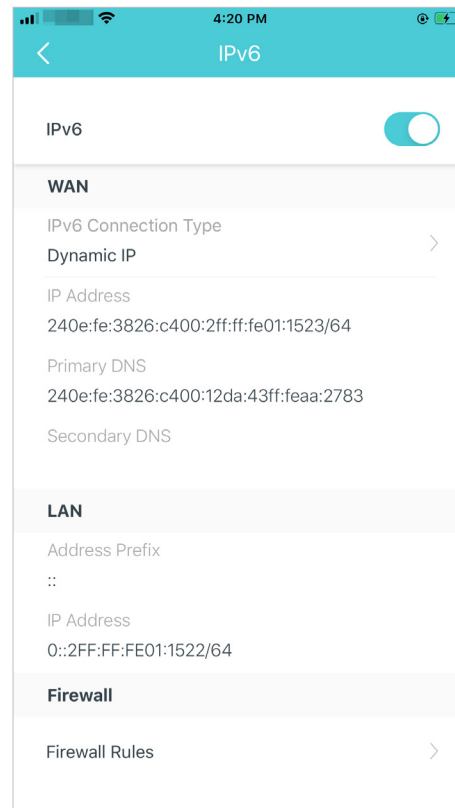 4:20 PM
IPv6
IPv6
WAN
IPv6 Connection Type
Dynamic IP
IP Address
240e:fe:3826:c400:2ff:ff:fe01:1523/64
Primary DNS
240e:fe:3826:c400:12da:43ff:feaa:2783
Secondary DNS
LAN
Address Prefix
::
IP Address
0::2FF:FF:FE01:1522/64
Firewall
Firewall Rules